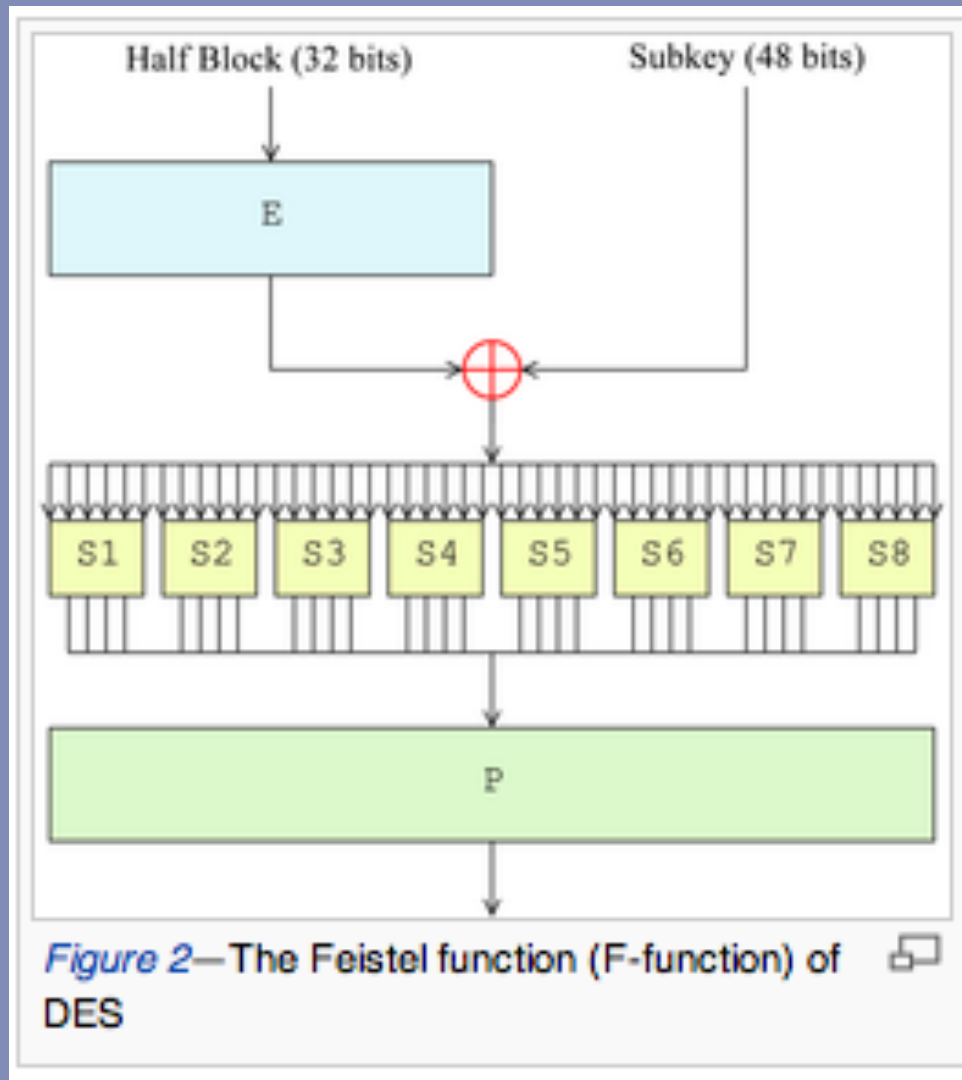 Half Block (32 bits) Subkey (48 bits)
E
S1 S2 S3 S4 S5 S6 S7 S8
P
Figure 2—The Feistel function (F-function) of
DES